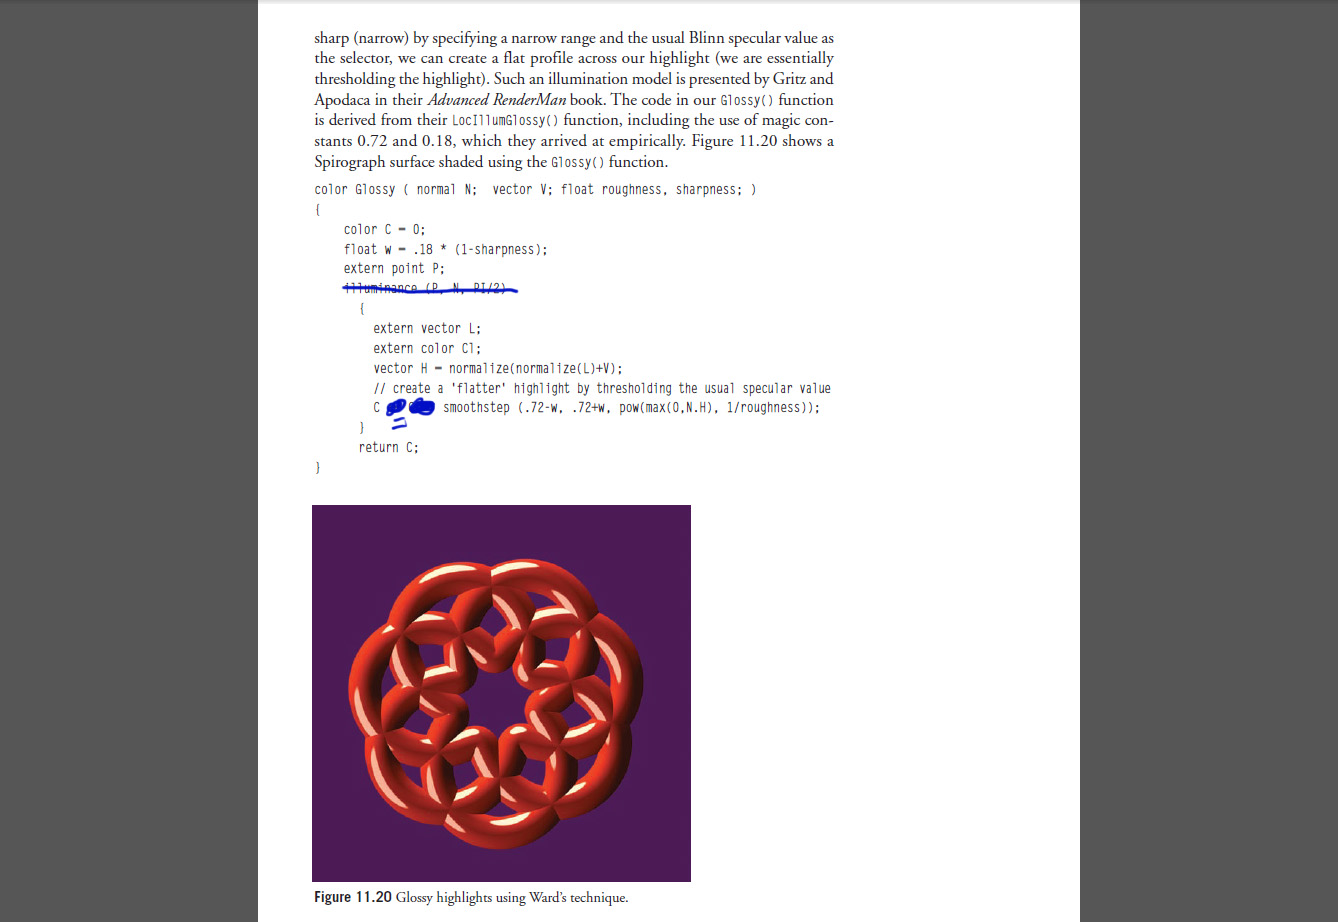 sharp (narrow) by specifying a narrow range and the usual Blinn specular value as
the selector, we can create a flat profile across our highlight (we are essentially
thresholding the highlight). Such an illumination model is presented by Gritz and
Apodaca in their Advanced RenderMan book. The code in our Glossy() function
is derived from their LocIllumGlossy() function, including the use of magic con-
stants 0.72 and 0.18, which they arrived at empirically. Figure 11.20 shows a
Spirograph surface shaded using the Glossy() function.
color Glossy ( normal N; vector V; float roughness, sharpness; )
{
color C = 0;
float w = .18 * (1-sharpness);
extern point P;
illuminance (P, N, PI/2)
{
extern vector L;
extern color Cl;
vector H = normalize(normalize(L)+V);
// create a 'flatter' highlight by thresholding the usual specular value
C smoothstep (.72-w, .72+w, pow(max(0,N.H), 1/roughness));
=
}
return C;
}
Figure 11.20 Glossy highlights using Ward's technique.